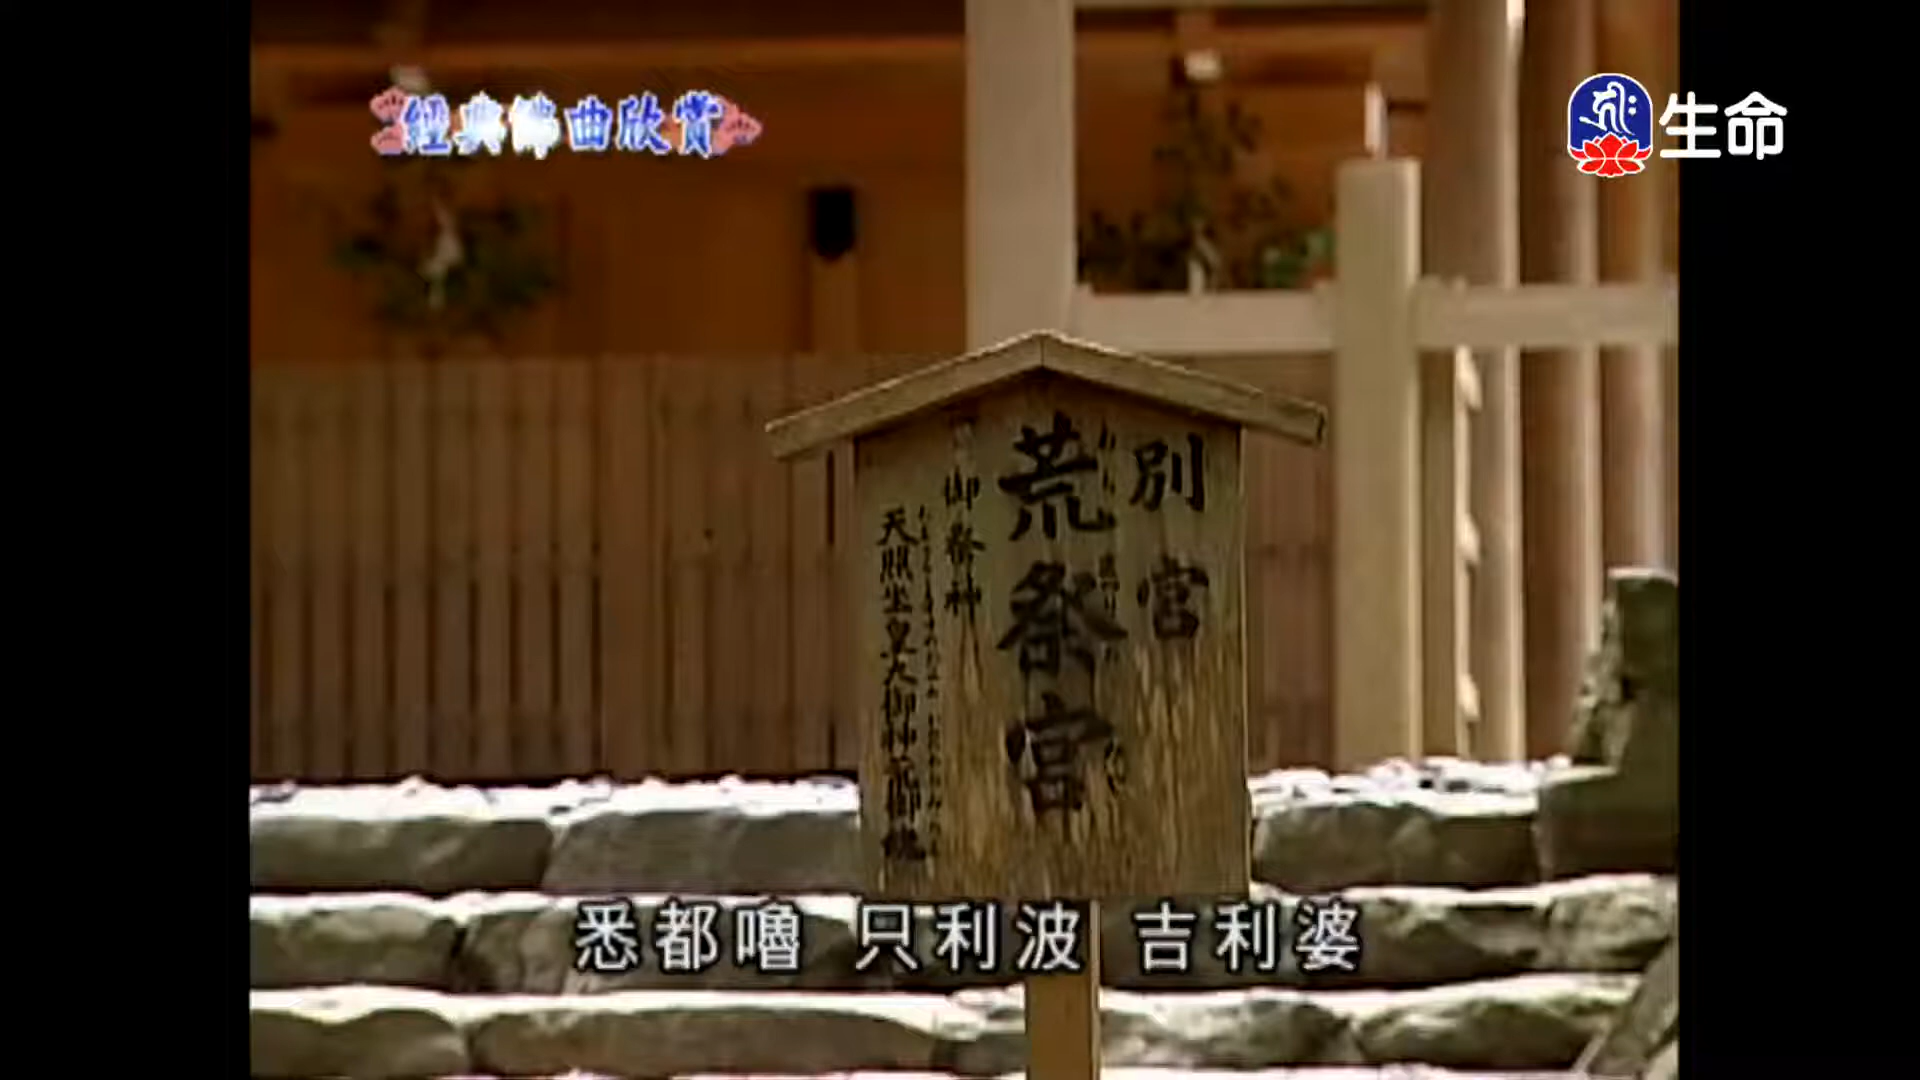 經典佛曲欣賞
生命
別宮
荒祭宮
御祭神
天照坐皇大御神荒御魂
悉都嚕 只利波 吉利婆